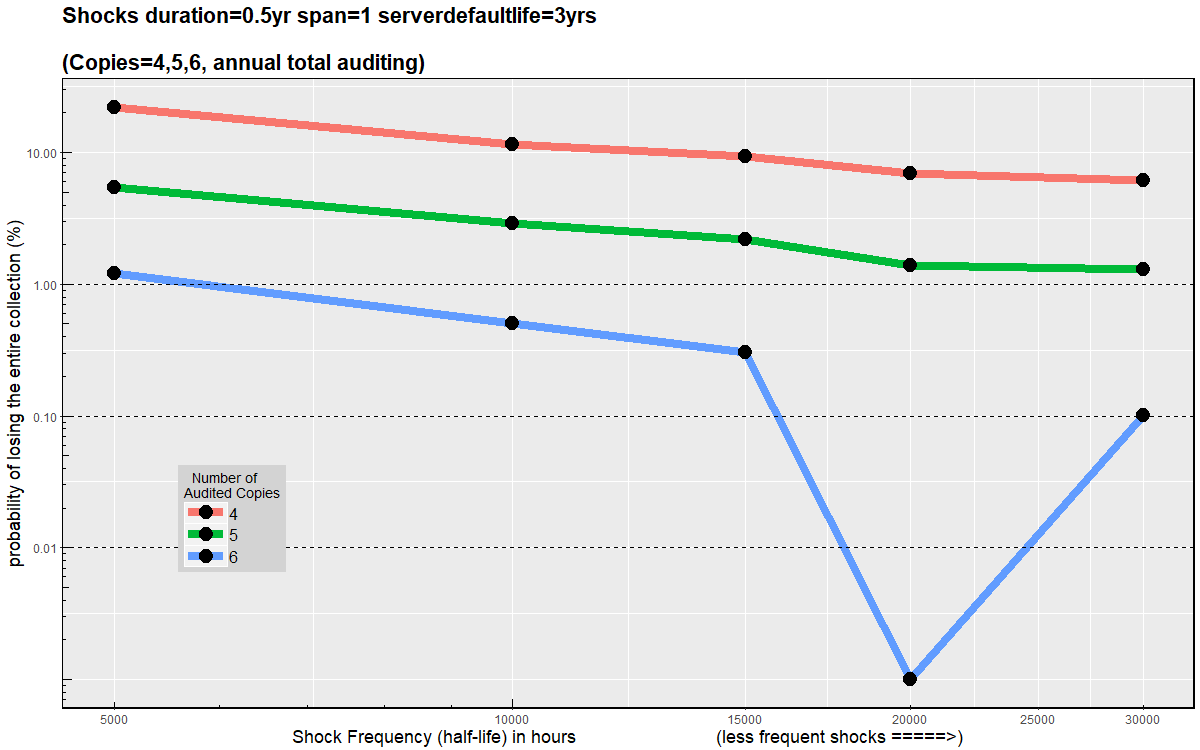 Shocks duration=0.5yr span=1 serverdefaultlife=3yrs
(Copies=4,5,6, annual total auditing)
probability of losing the entire collection (%)
10.00
1.00
0.10
0.01
Number of
Audited Copies
4
5
6
5000 10000 15000 20000 25000 30000
Shock Frequency (half-life) in hours (less frequent shocks =====>)